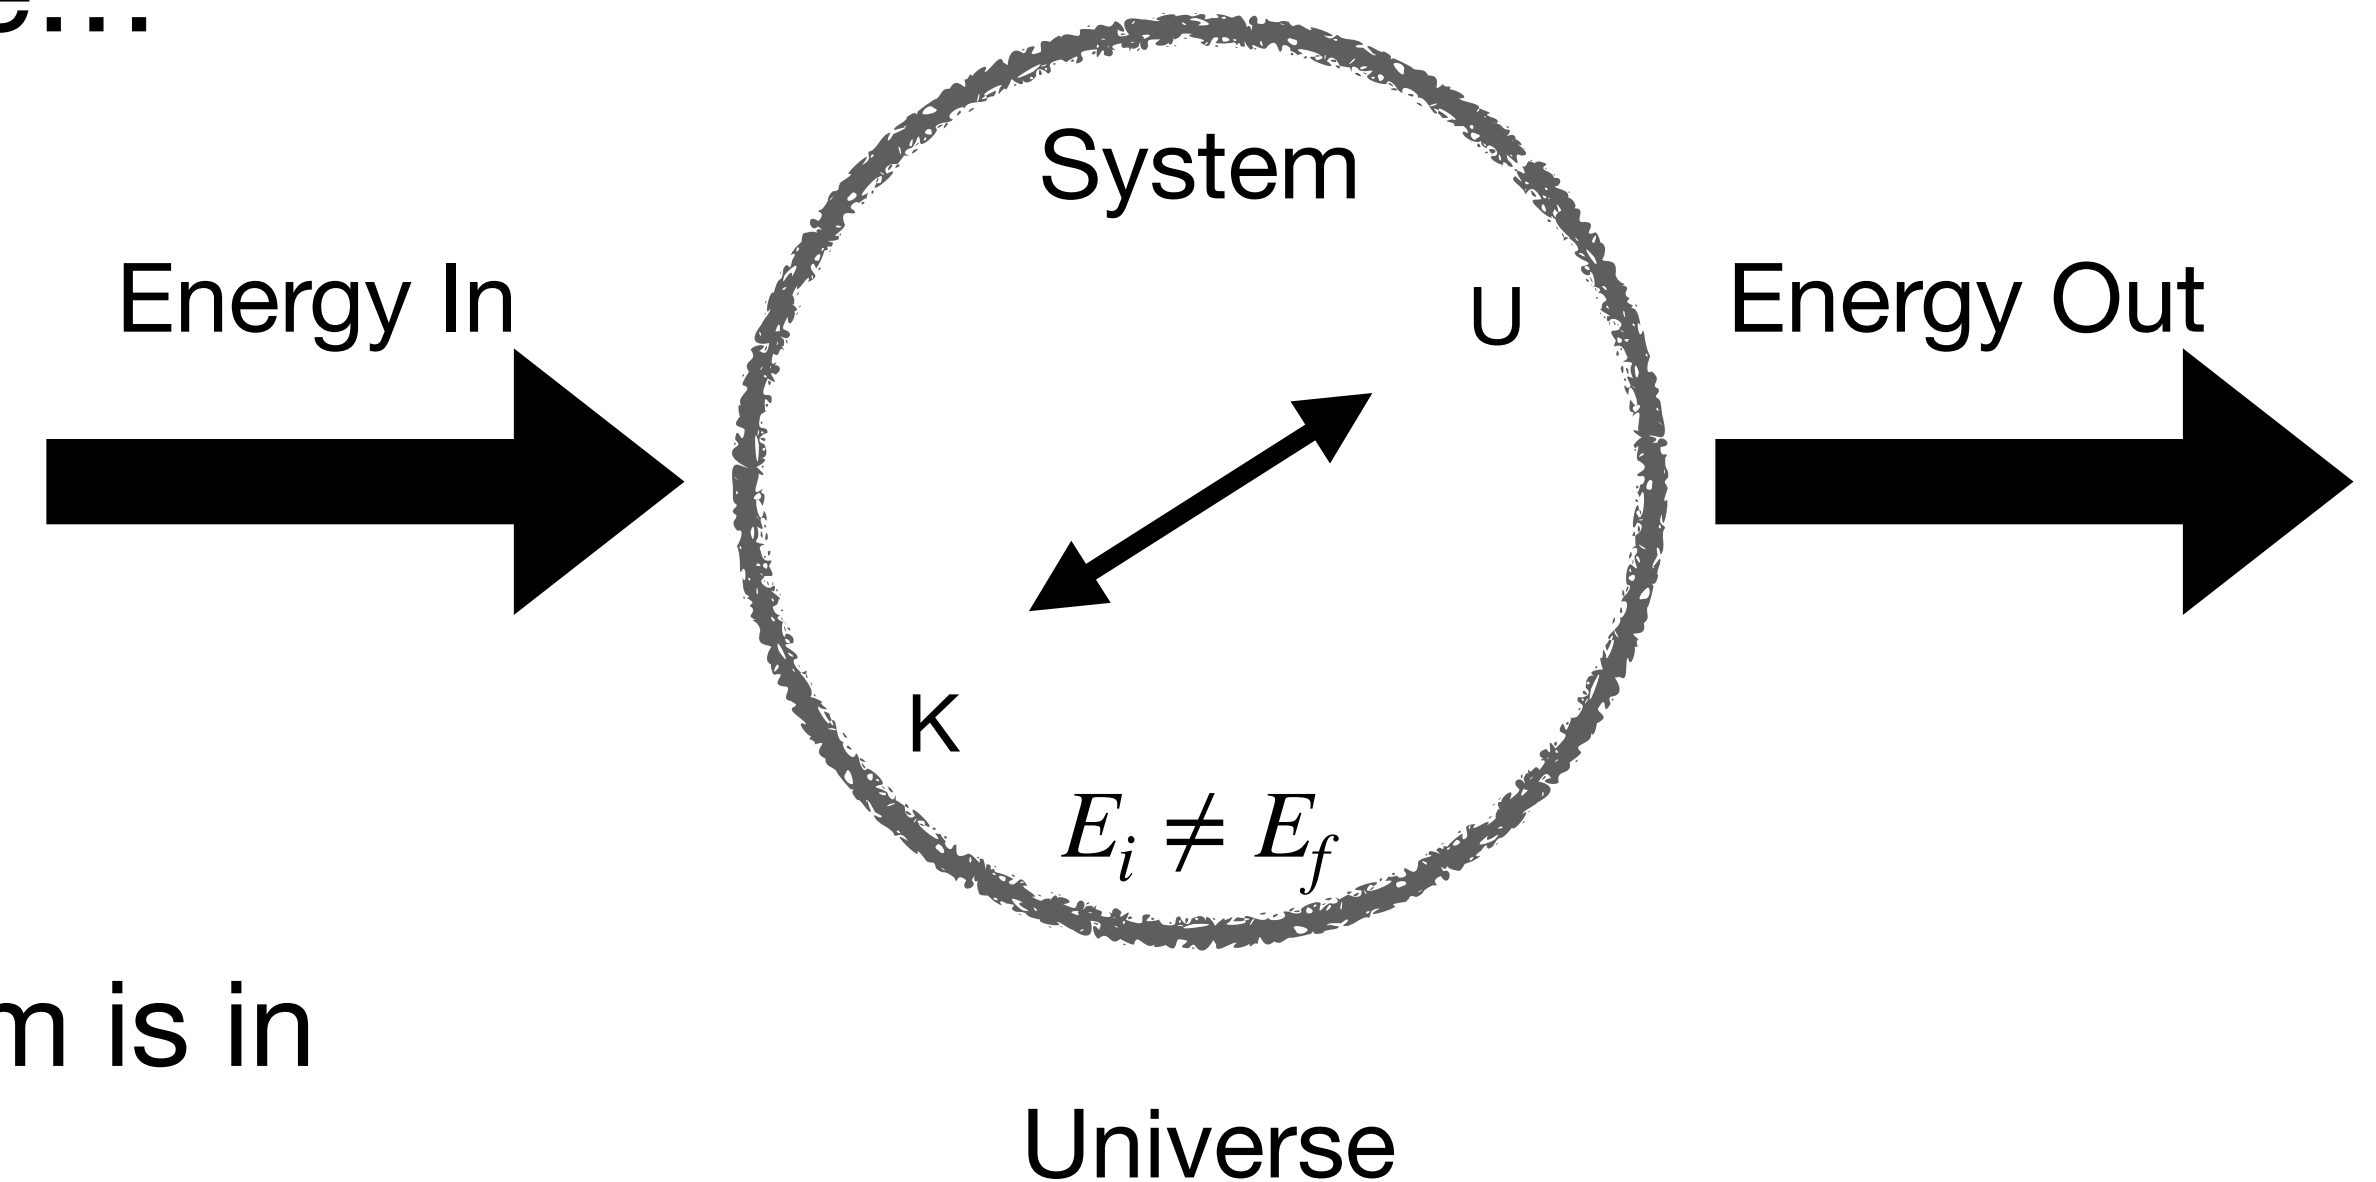 e...
System
Energy In
U
Energy Out
K
E_i ≠ E_f
m is in
Universe